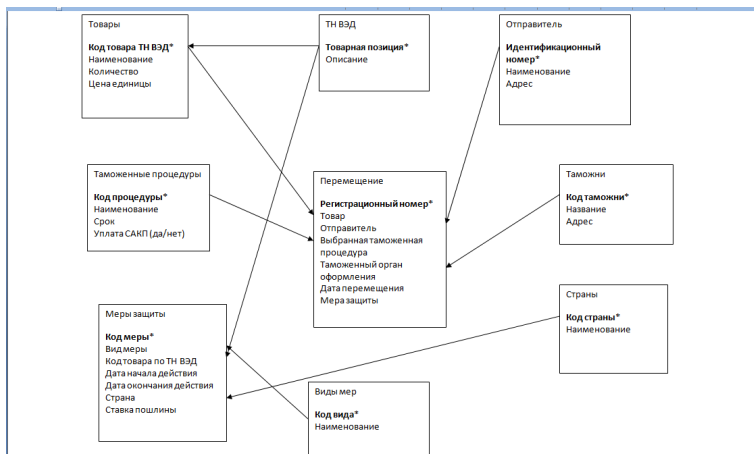 Товары
Код товара ТН ВЭД*
Наименование
Количество
Цена единицы
ТН ВЭД
Товарная позиция*
Описание
Отправитель
Идентификационный
номер*
Наименование
Адрес
Таможенные процедуры
Код процедуры*
Наименование
Срок
Уплата САКП (да/нет)
Перемещение
Регистрационный номер*
Товар
Отправитель
Выбранная таможенная
процедура
Таможенный орган
оформления
Дата перемещения
Мера защиты
Таможни
Код таможни*
Название
Адрес
Меры защиты
Код меры*
Вид меры
Код товара по ТН ВЭД
Дата начала действия
Дата окончания действия
Страна
Ставка пошлины
Страны
Код страны*
Наименование
Виды мер
Код вида*
Наименование